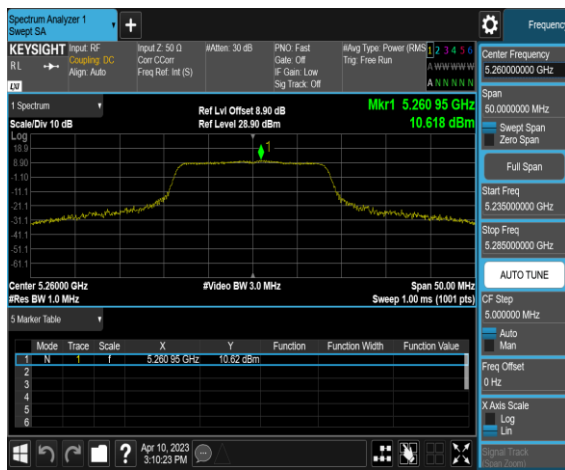 Spectrum Analyzer 1
Swept SA
Frequency
KEYSIGHT
RL
LXI
Input: RF
Coupling: DC
Align: Auto
Input Z: 50 Ω
Corr CCorr
Freq Ref: Int (S)
#Atten: 30 dB
PNO: Fast
Gate: Off
IF Gain: Low
Sig Track: Off
#Avg Type: Power (RMS
Trig: Free Run
1 2 3 4 5 6
A W W W W W
A N N N N N
1 Spectrum
Scale/Div 10 dB
Ref Lvl Offset 8.90 dB
Ref Level 28.90 dBm
Mkr1 5.260 95 GHz
10.618 dBm
Log
18.9
8.90
-1.10
-11.1
-21.1
-31.1
-41.1
-51.1
-61.1
1
Center 5.26000 GHz
#Res BW 1.0 MHz
#Video BW 3.0 MHz
Span 50.00 MHz
Sweep 1.00 ms (1001 pts)
5 Marker Table
Mode Trace Scale X Y Function Function Width Function Value
1 N 1 f 5.260 95 GHz 10.62 dBm
2
3
4
5
6
Center Frequency
5.260000000 GHz
Span
50.0000000 MHz
Swept Span
Zero Span
Full Span
Start Freq
5.235000000 GHz
Stop Freq
5.285000000 GHz
AUTO TUNE
CF Step
5.000000 MHz
Auto
Man
Freq Offset
0 Hz
X Axis Scale
Log
Lin
Signal Track
(Span Zoom)
?
Apr 10, 2023
3:10:23 PM